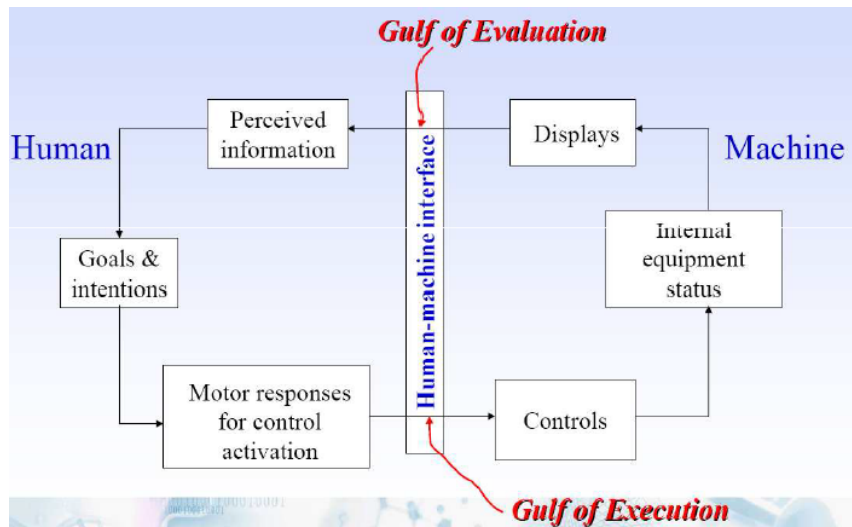 Gulf of Evaluation
Human
Perceived
information
Displays
Machine
Human-machine interface
Goals &
intentions
Internal
equipment
status
Motor responses
for control
activation
Controls
Gulf of Execution